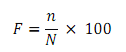 F = n/N × 100